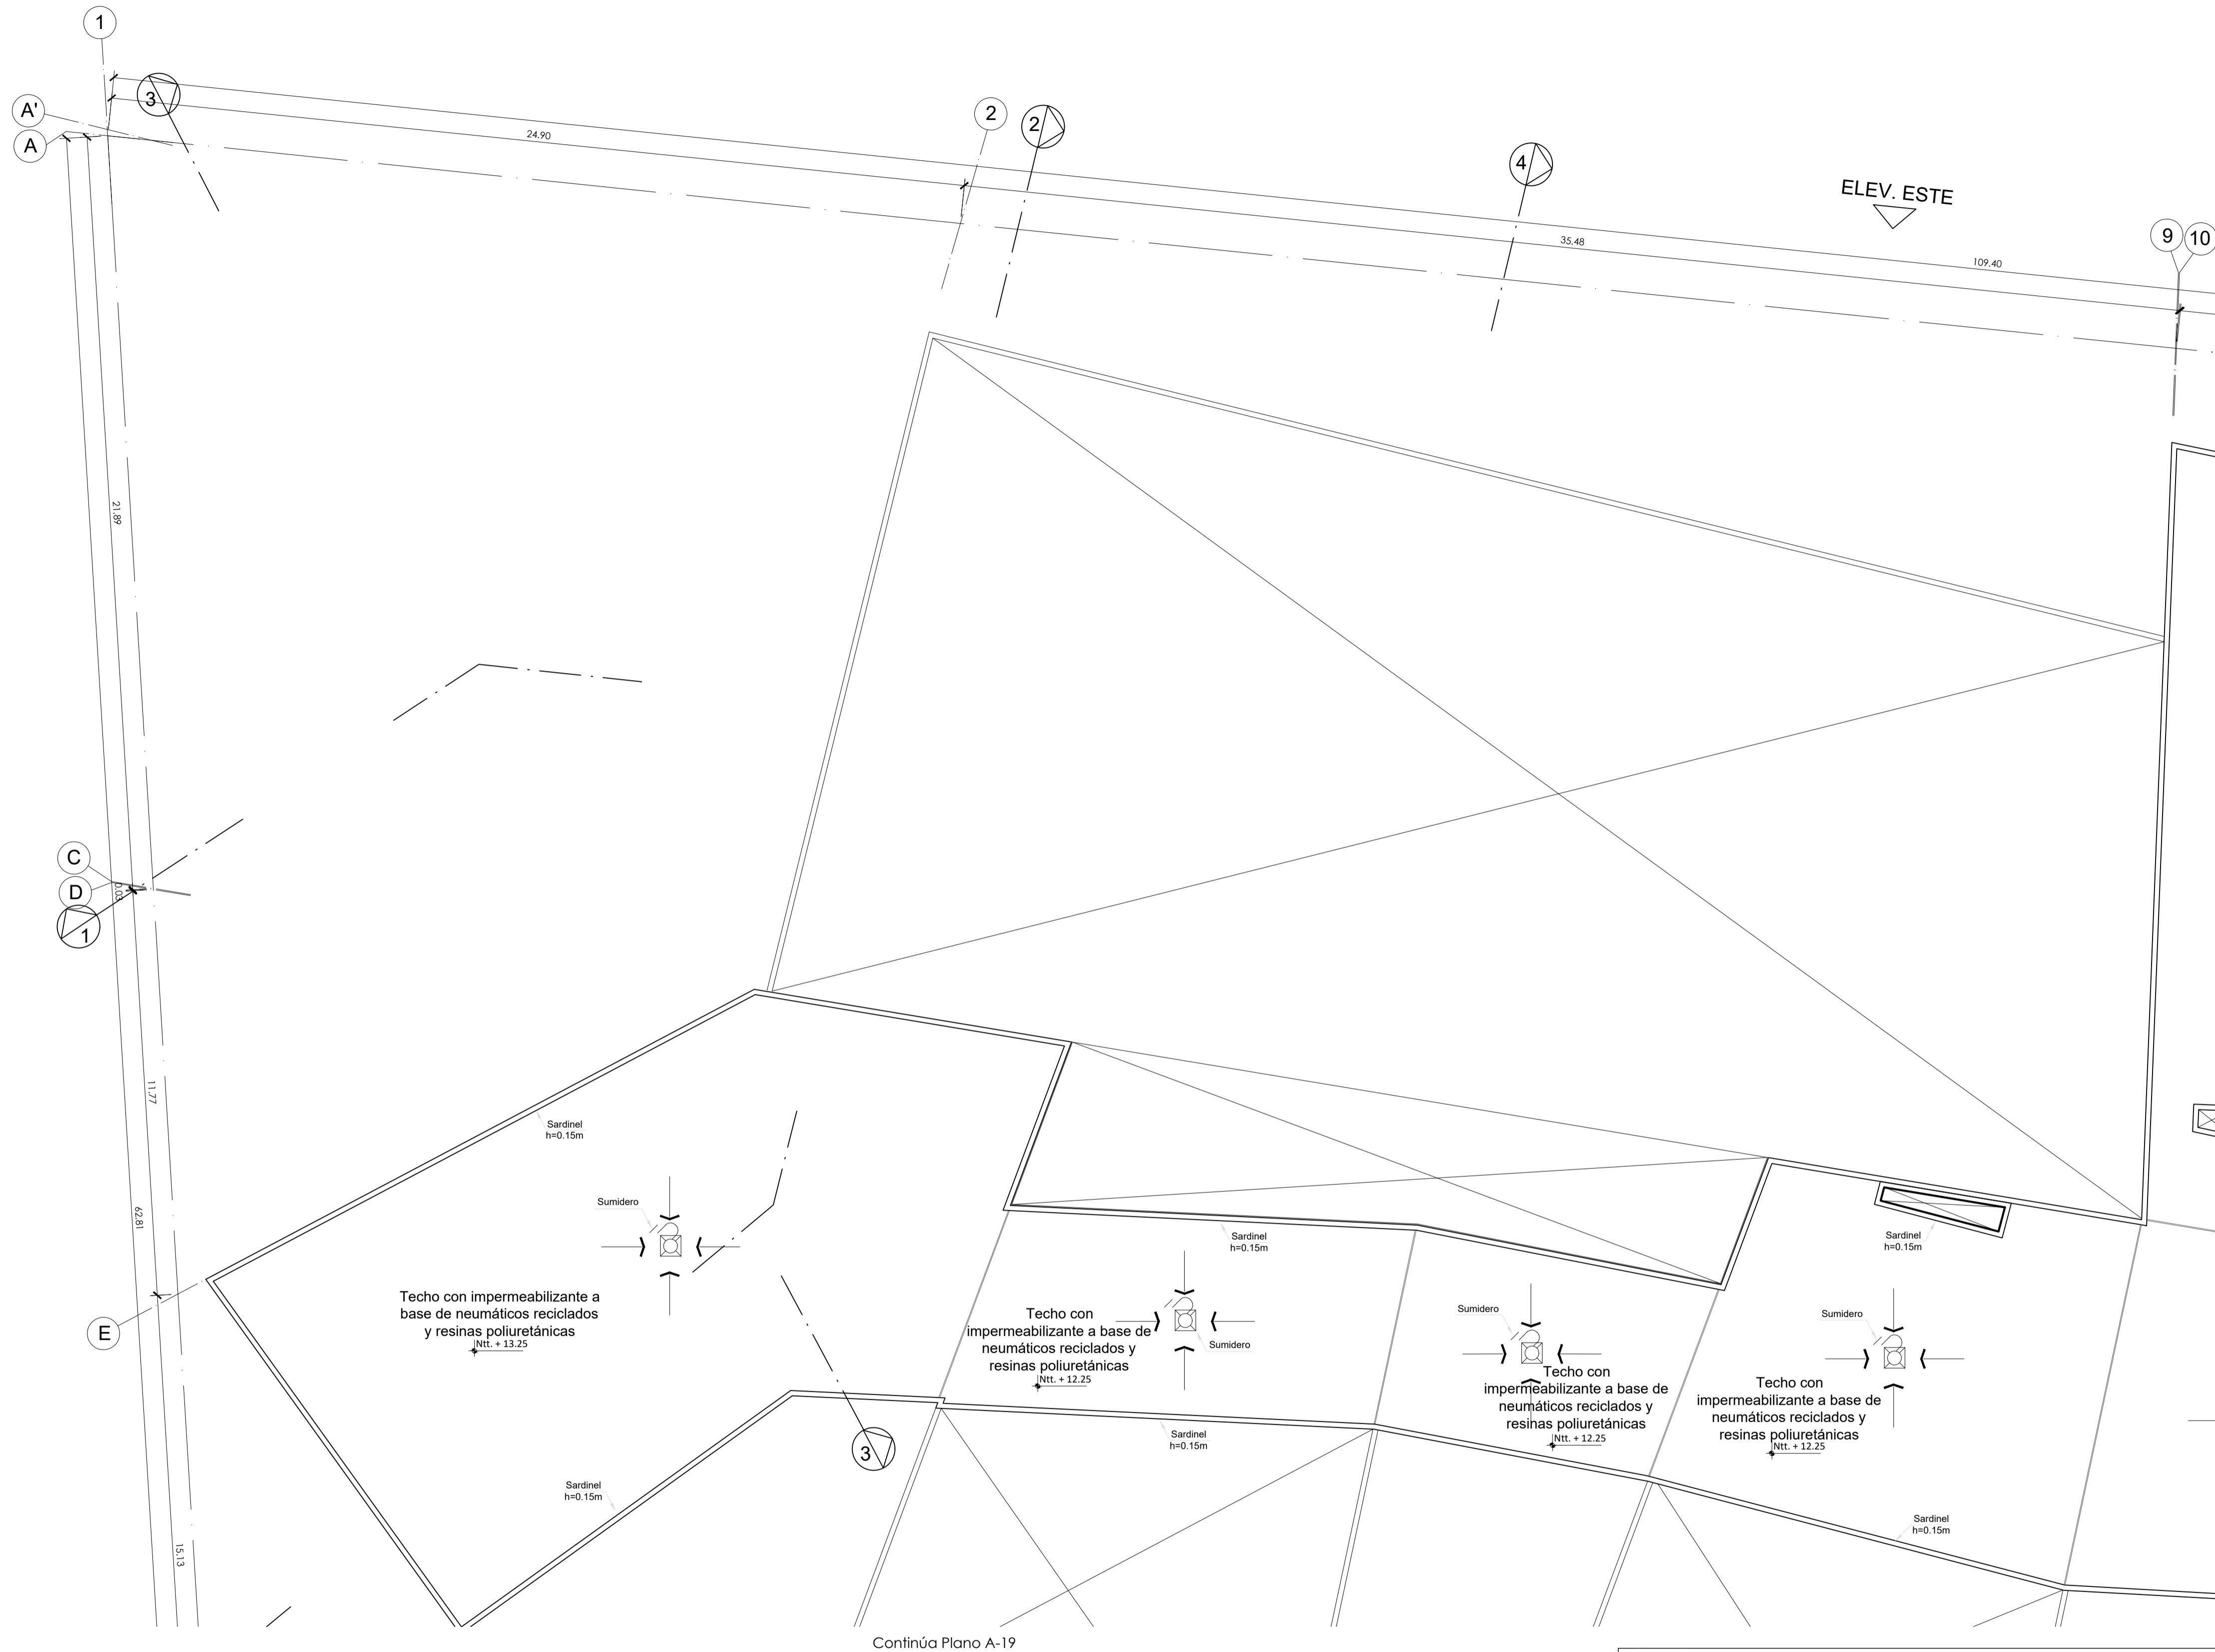 1
3
A'
A
24.90
2
2
4
ELEV. ESTE
35.48
109.40
9
10
21.89
C
D
0.03
1
11.77
62.81
Sardinel
h=0.15m
Sumidero
Techo con impermeabilizante a
base de neumáticos reciclados
y resinas poliuretánicas
Ntt. + 13.25
E
Sardinel
h=0.15m
Techo con
impermeabilizante a base de
neumáticos reciclados y
resinas poliuretánicas
Ntt. + 12.25
Sumidero
Sumidero
Techo con
impermeabilizante a base de
neumáticos reciclados y
resinas poliuretánicas
Ntt. + 12.25
Sardinel
h=0.15m
Sumidero
Techo con
impermeabilizante a base de
neumáticos reciclados y
resinas poliuretánicas
Ntt. + 12.25
3
Sardinel
h=0.15m
Sardinel
h=0.15m
Sardinel
h=0.15m
15.13
Continúa Plano A-19